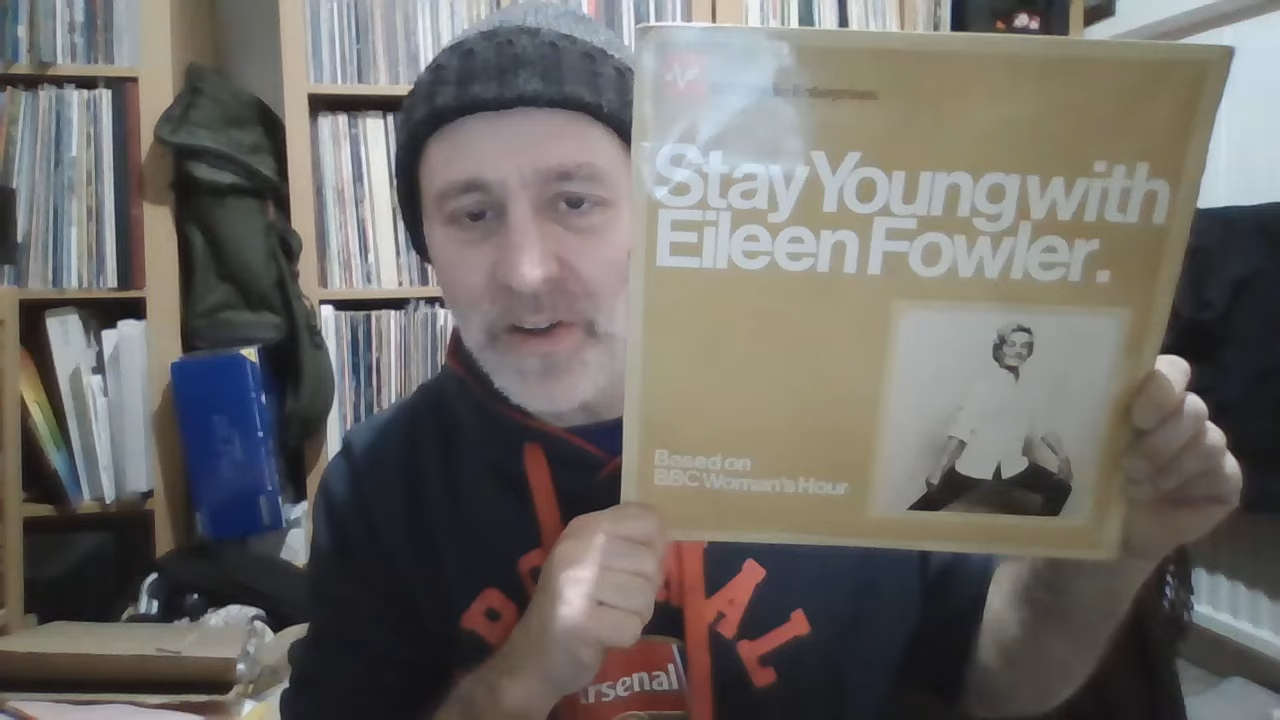 Stay Young with
Eileen Fowler.
Based on
BBC Woman's Hour
Arsenal